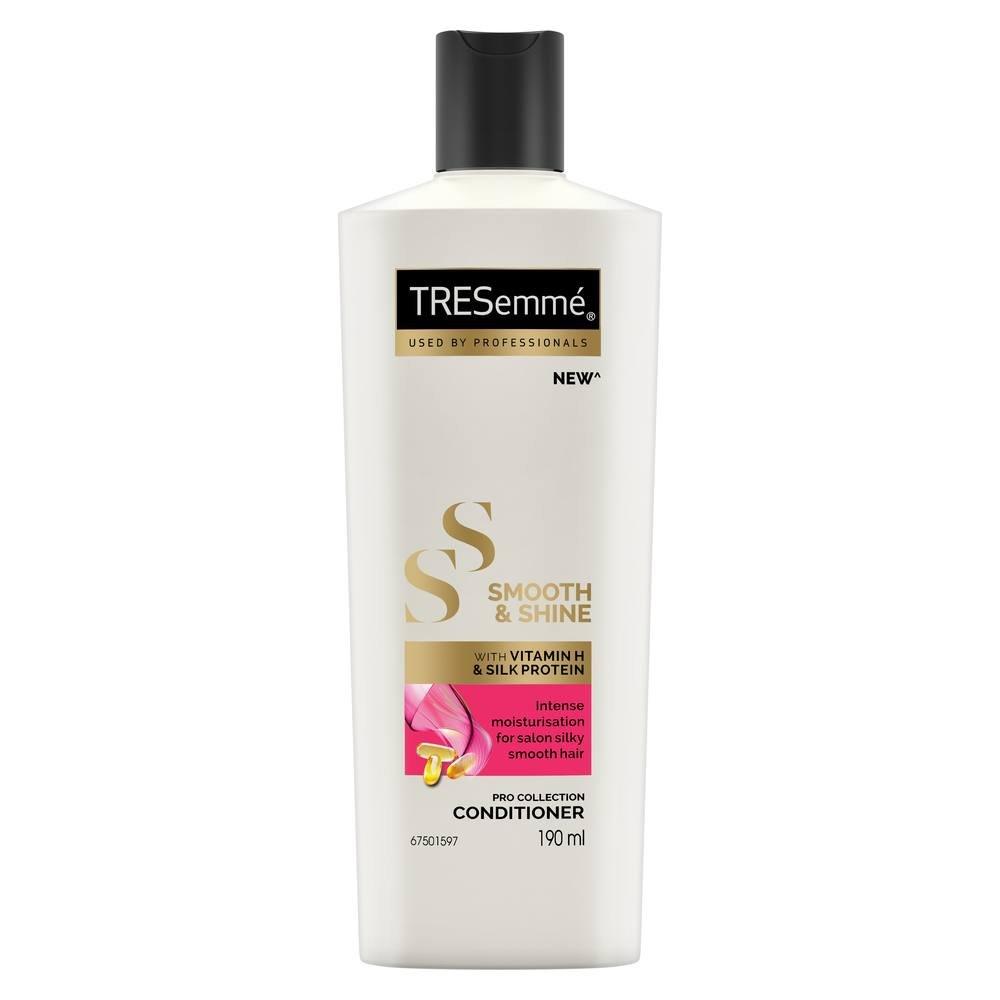 TRESemmé®
USED BY PROFESSIONALS
NEW^
S
S
SMOOTH
& SHINE
WITH VITAMIN H
& SILK PROTEIN
Intense
moisturisation
for salon silky
smooth hair
PRO COLLECTION
CONDITIONER
67501597 190 ml